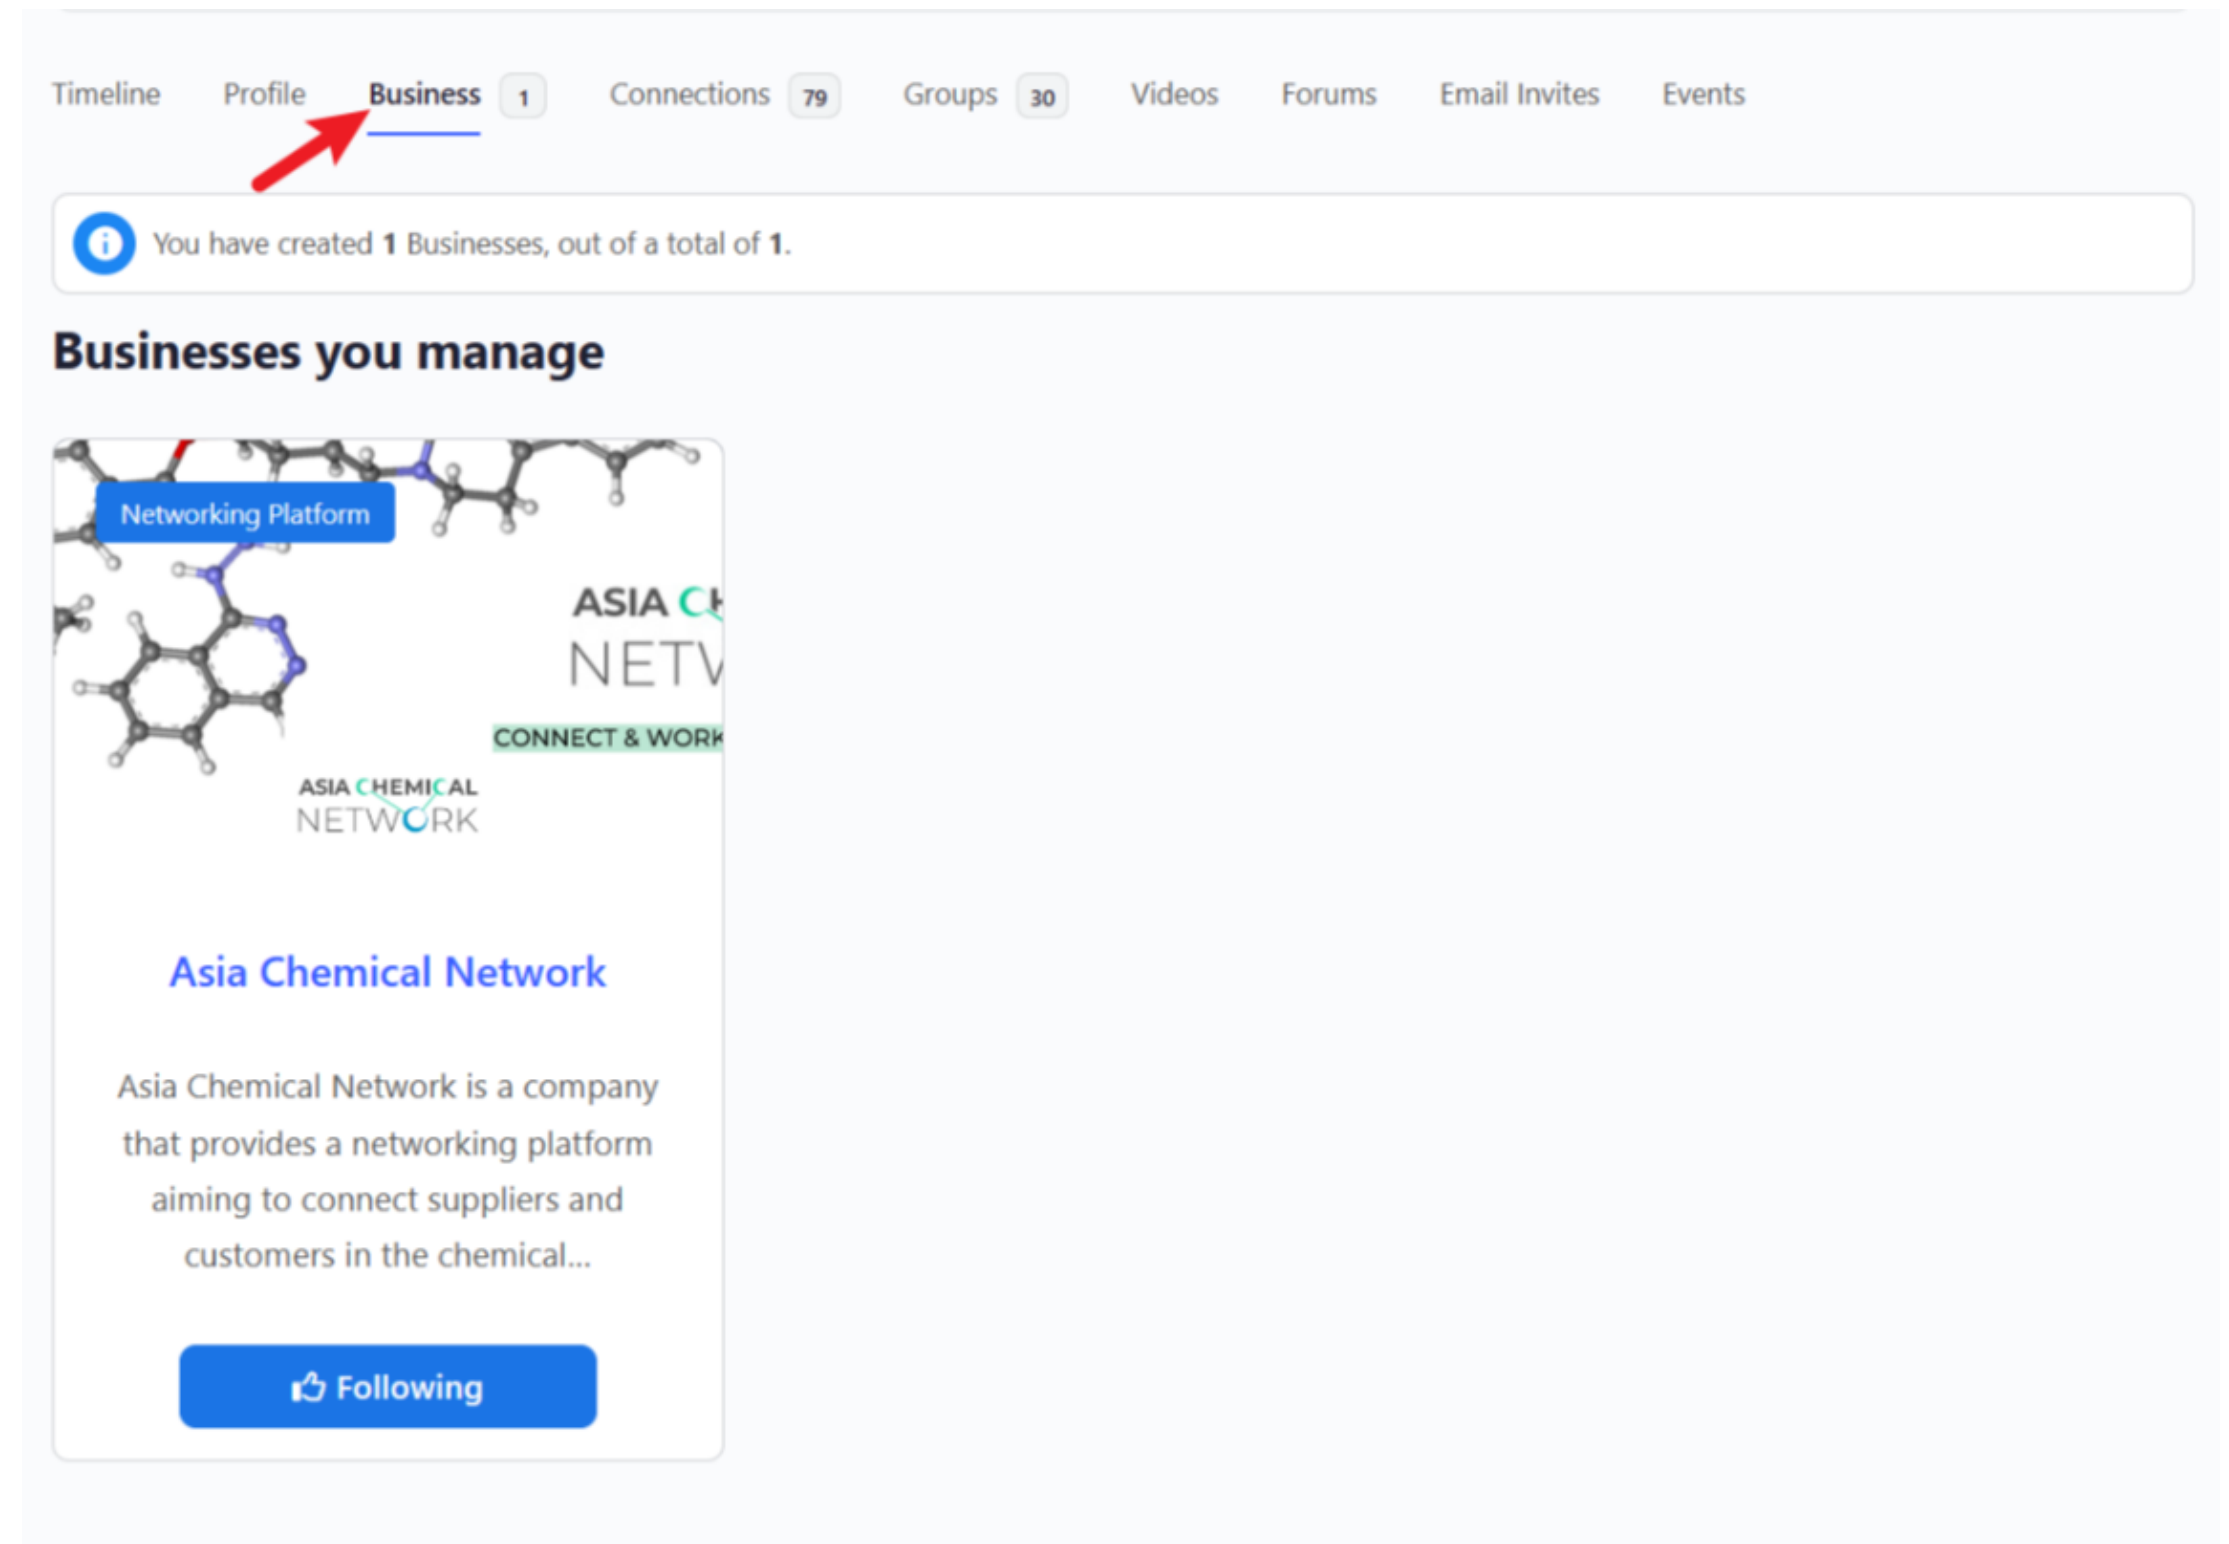 Timeline Profile Business 1 Connections 79 Groups 30 Videos Forums Email Invites Events
You have created 1 Businesses, out of a total of 1.
Businesses you manage
Networking Platform
ASIA CH
NETW
CONNECT & WORK
ASIA CHEMICAL
NETWORK
Asia Chemical Network
Asia Chemical Network is a company
that provides a networking platform
aiming to connect suppliers and
customers in the chemical...
Following